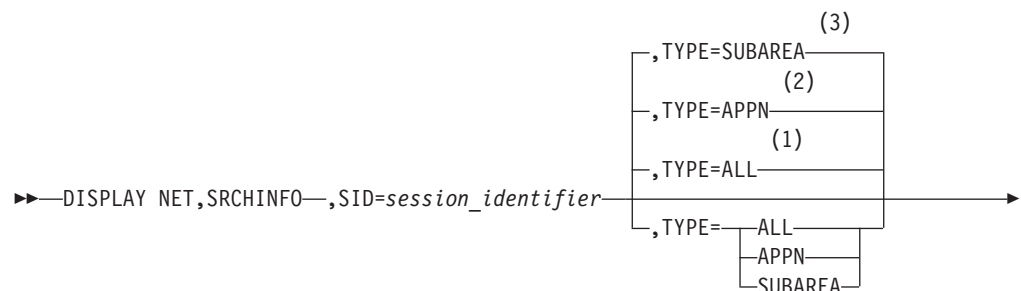 (3)
,TYPE=SUBAREA
(2)
,TYPE=APPN
(1)
,TYPE=ALL
DISPLAY NET,SRCHINFO ,SID=session_identifier
,TYPE= ALL
APPN
SUBAREA